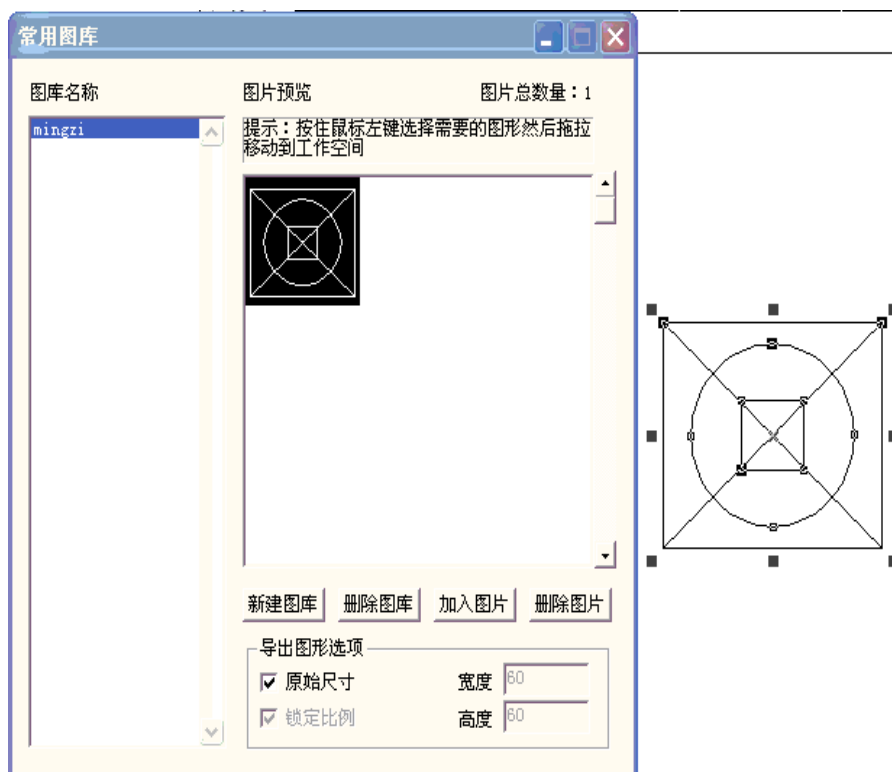 常用图库
图库名称
图片预览
图片总数量：1
mingzi
提示：按住鼠标左键选择需要的图形然后拖拉
移动到工作空间
新建图库
删除图库
加入图片
删除图片
导出图形选项
原始尺寸
宽度
60
锁定比例
高度
60